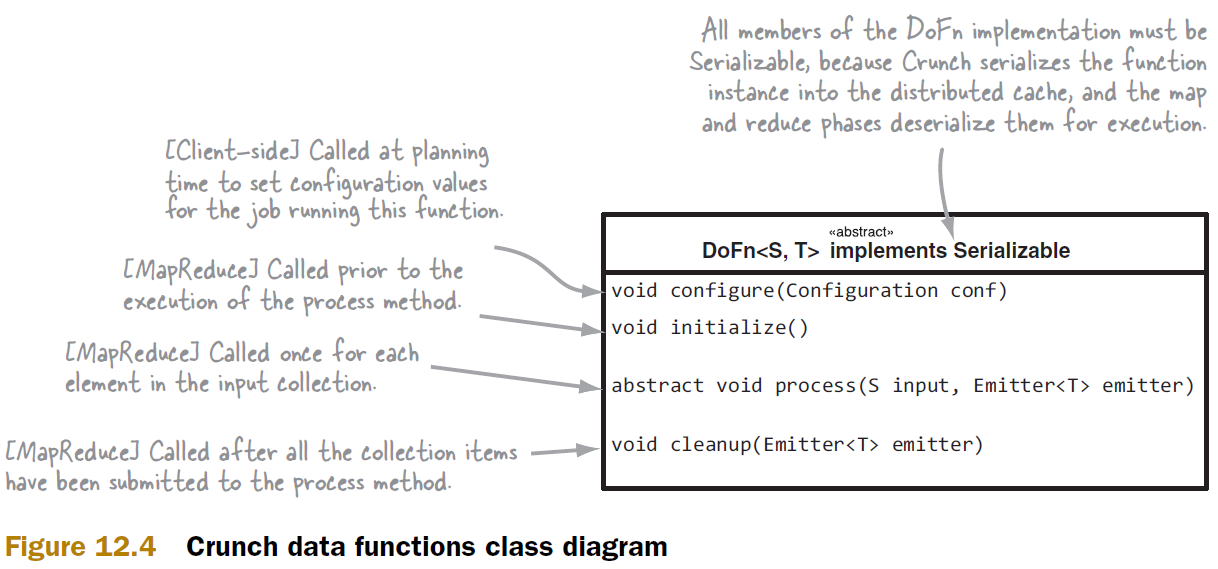 All members of the DoFn implementation must be
Serializable, because Crunch serializes the function
instance into the distributed cache, and the map
and reduce phases deserialize them for execution.
[Client-side] Called at planning
time to set configuration values
for the job running this function.
«abstract»
DoFn<S, T> implements Serializable
[MapReduce] Called prior to the
execution of the process method.
void configure(Configuration conf)
void initialize()
[MapReduce] Called once for each
element in the input collection.
abstract void process(S input, Emitter<T> emitter)
[MapReduce] Called after all the collection items
have been submitted to the process method.
void cleanup(Emitter<T> emitter)
Figure 12.4 Crunch data functions class diagram